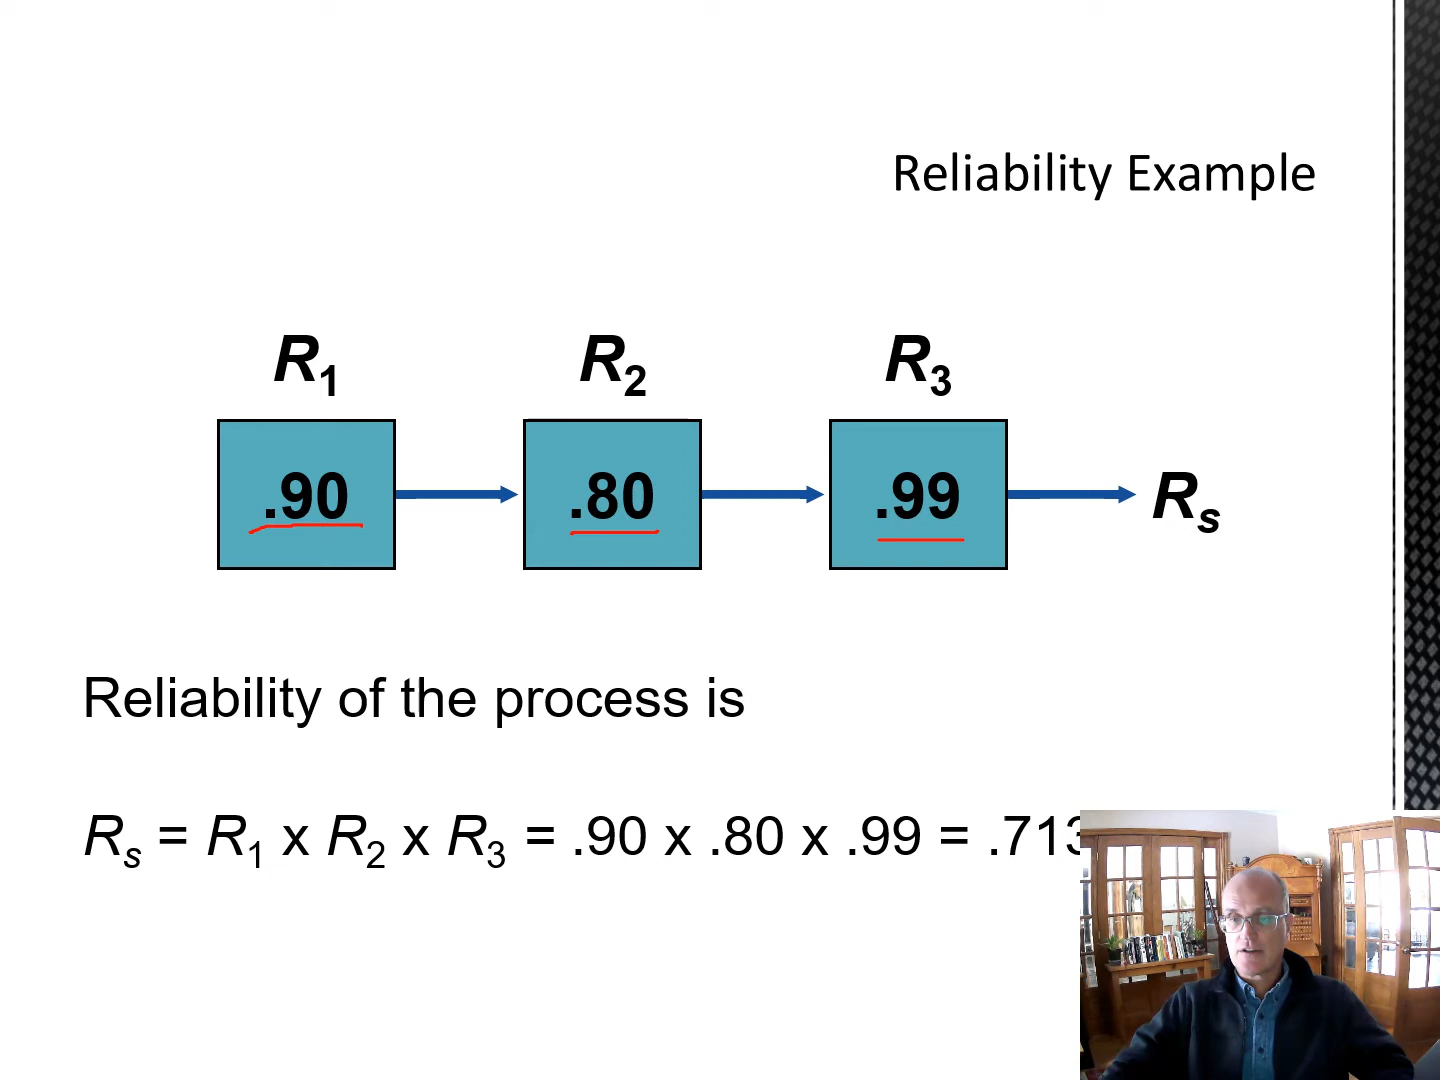 Reliability Example
R1 R2 R3
.90 .80 .99 Rs
Reliability of the process is
Rs = R1 x R2 x R3 = .90 x .80 x .99 = .713